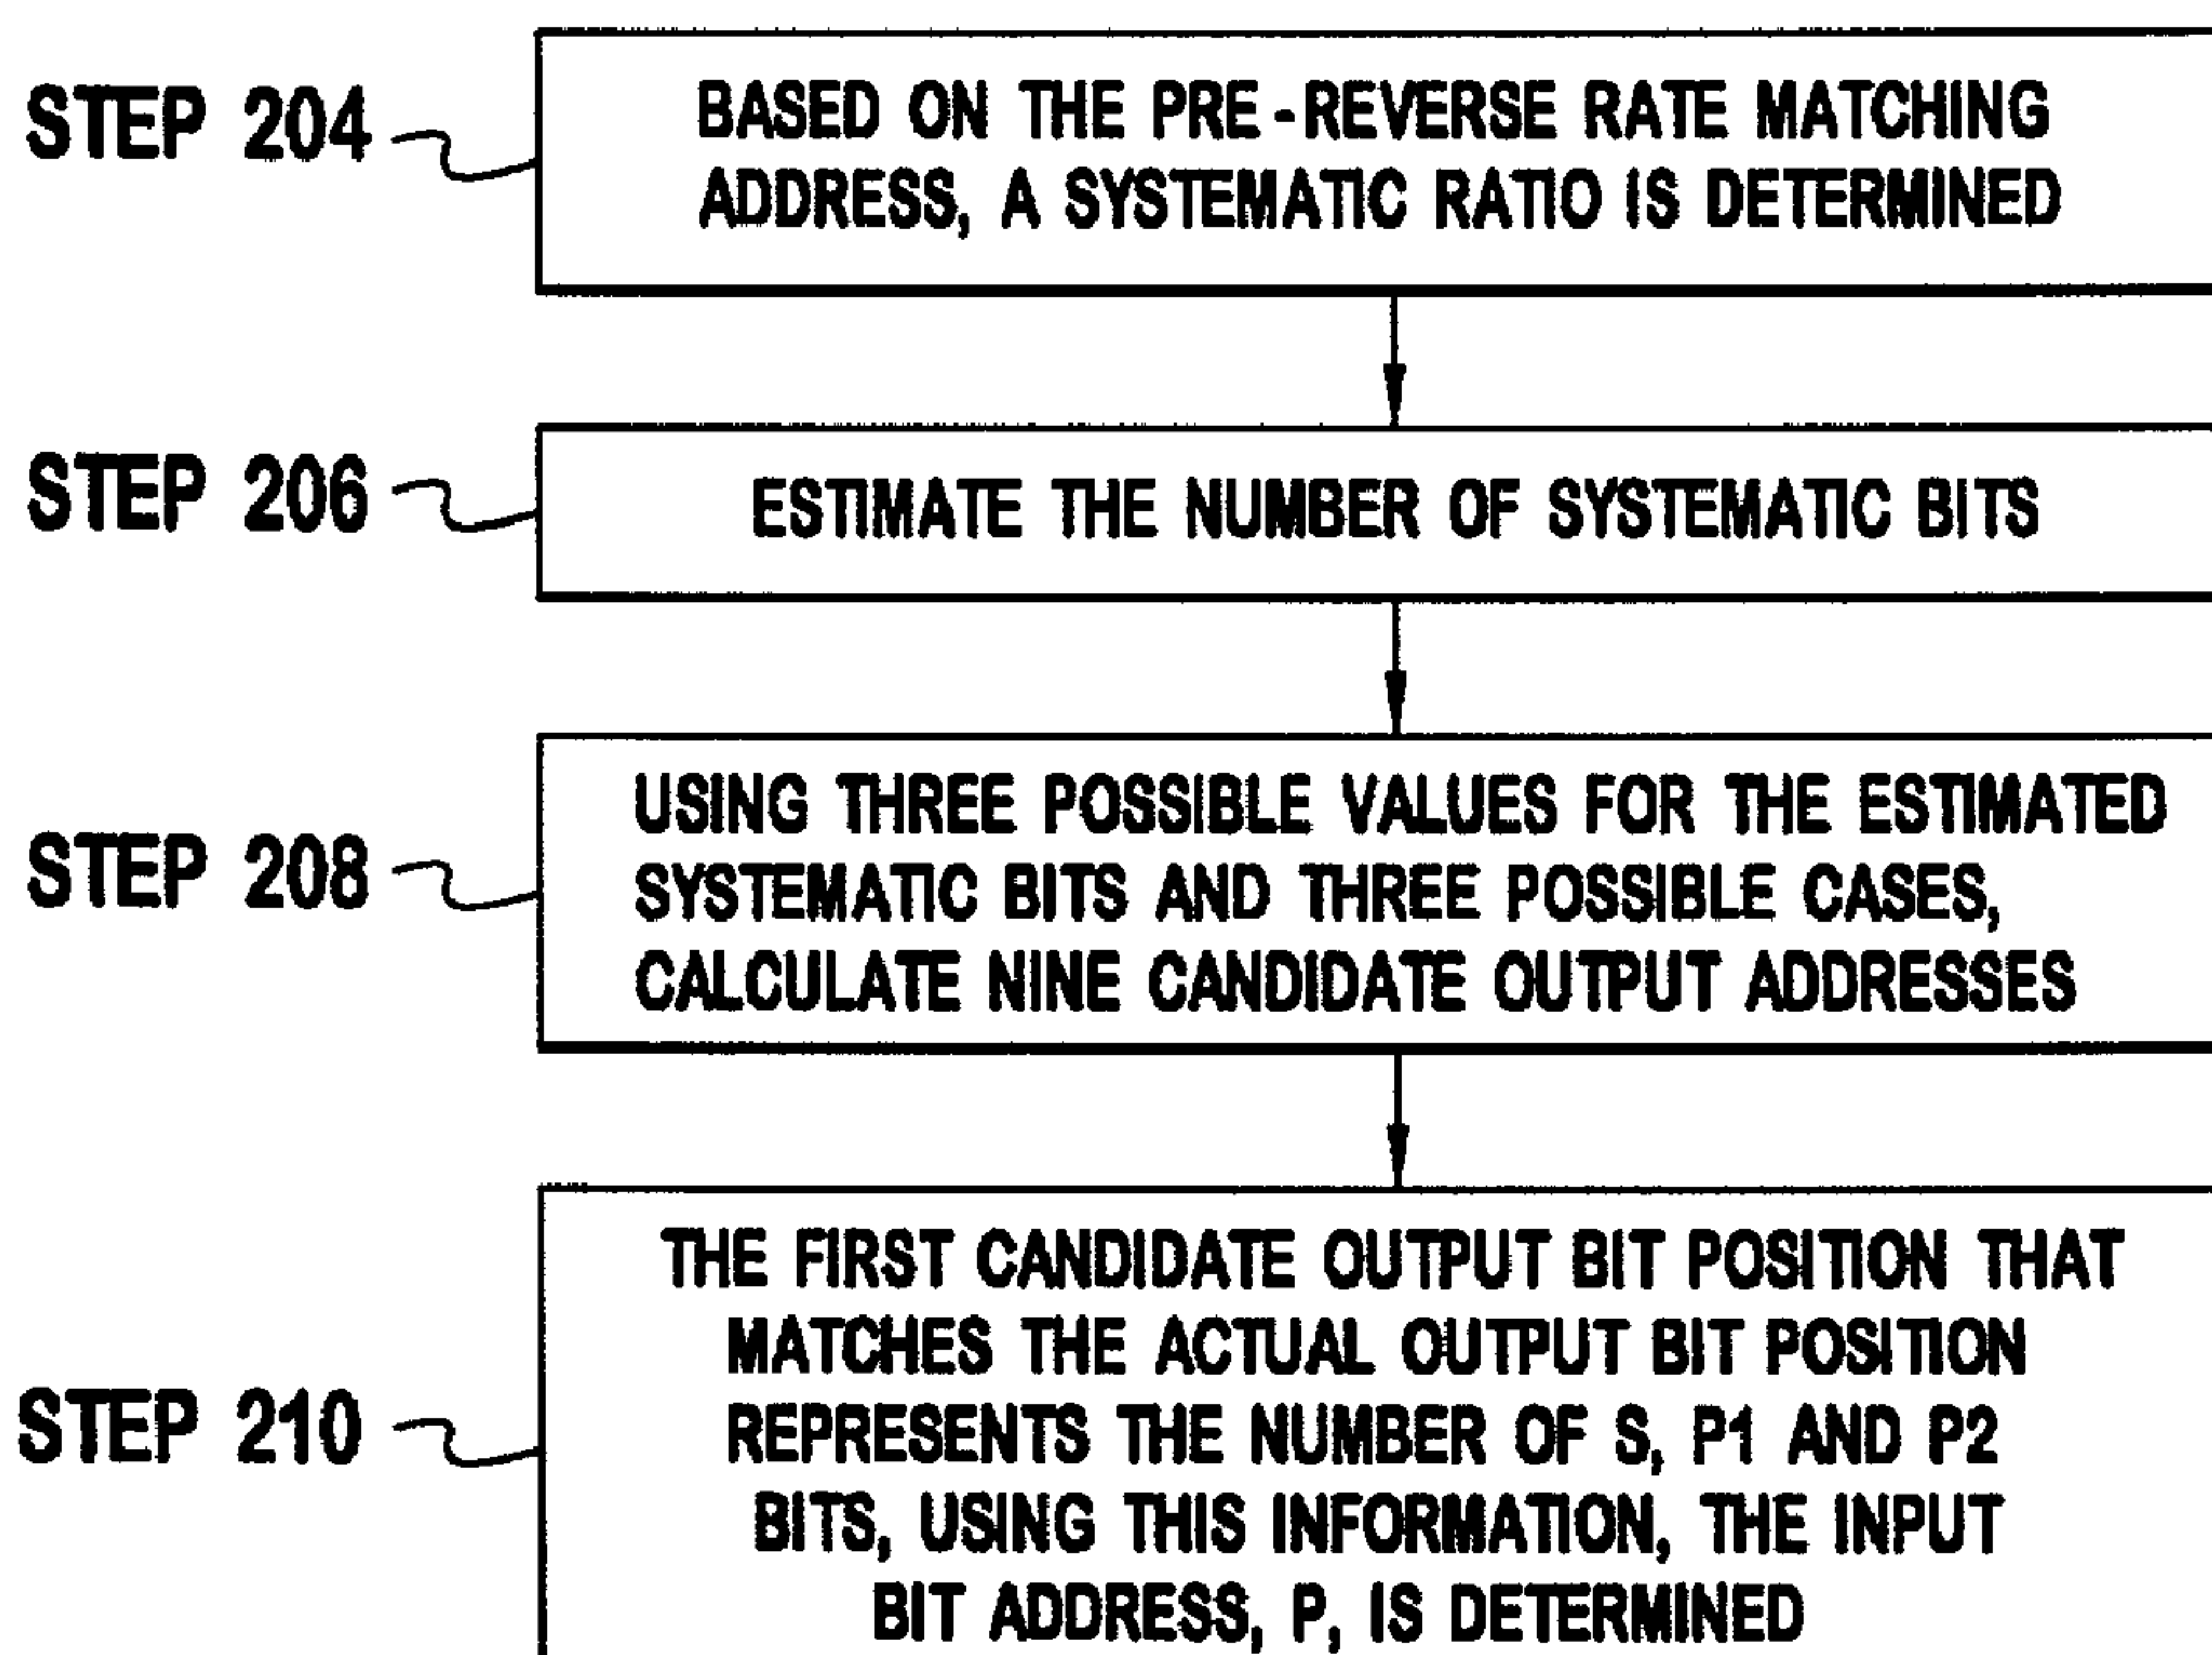 STEP 204
BASED ON THE PRE-REVERSE RATE MATCHING
ADDRESS, A SYSTEMATIC RATIO IS DETERMINED
STEP 206
ESTIMATE THE NUMBER OF SYSTEMATIC BITS
STEP 208
USING THREE POSSIBLE VALUES FOR THE ESTIMATED
SYSTEMATIC BITS AND THREE POSSIBLE CASES,
CALCULATE NINE CANDIDATE OUTPUT ADDRESSES
STEP 210
THE FIRST CANDIDATE OUTPUT BIT POSITION THAT
MATCHES THE ACTUAL OUTPUT BIT POSITION
REPRESENTS THE NUMBER OF S, P1 AND P2
BITS, USING THIS INFORMATION, THE INPUT
BIT ADDRESS, P, IS DETERMINED